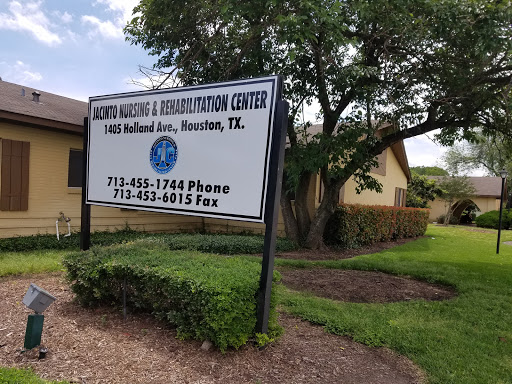 JACINTO NURSING & REHABILITATION CENTER
1405 Holland Ave., Houston, TX.
713-455-1744 Phone
713-453-6015 Fax